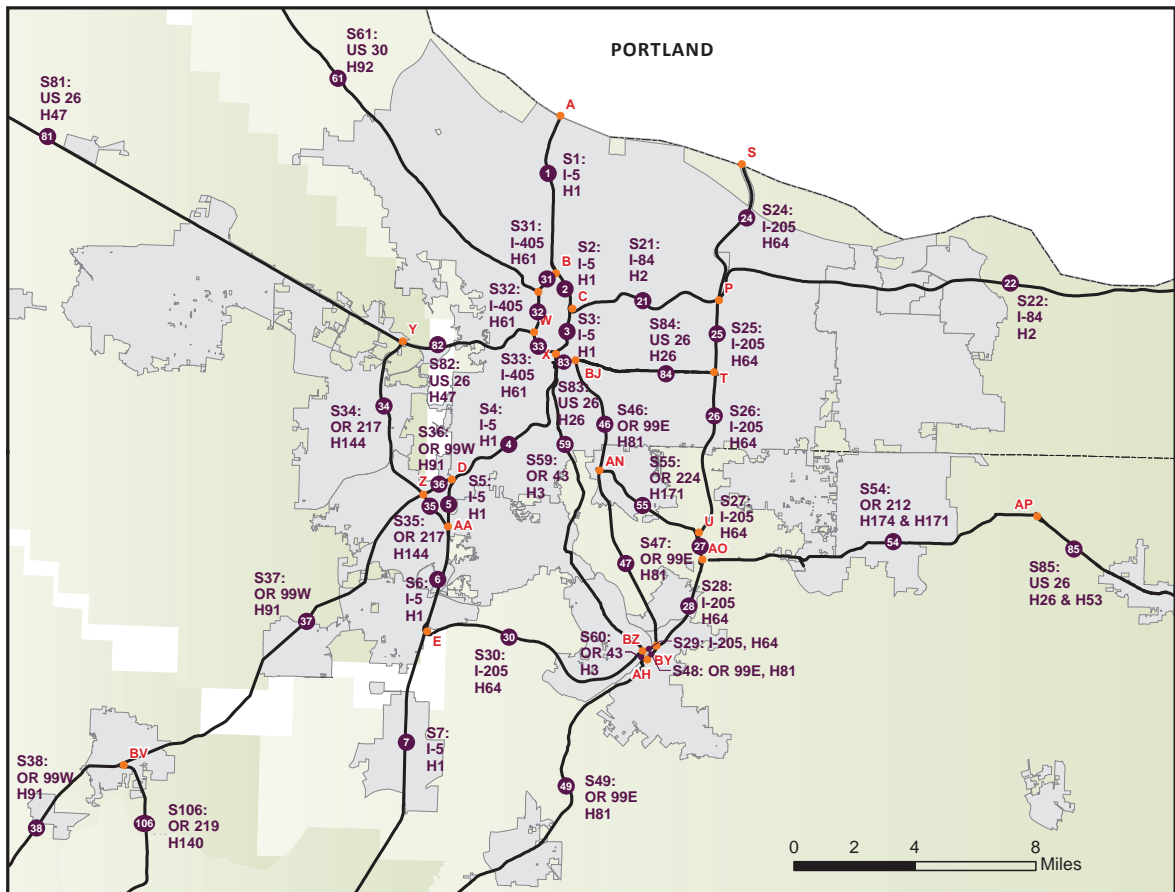 PORTLAND
S61:
US 30
H92
61
S81:
US 26
H47
81
A
S1:
I-5
H1
1
S
S24:
I-205
H64
24
S31:
I-405
H61
31
B
S2:
I-5
H1
2
C
S21:
I-84
H2
21
P
22
S22:
I-84
H2
S32:
I-405
H61
32
W
S3:
I-5
H1
3
Y
82
S82:
US 26
H47
33
S33:
I-405
H61
X
83
S83:
US 26
H26
BJ
S84:
US 26
H26
84
25
S25:
I-205
H64
T
34
S34:
OR 217
H144
S36:
OR 99W
H91
36
S4:
I-5
H1
4
59
S59:
OR 43
H3
S46:
OR 99E
H81
46
26
S26:
I-205
H64
D
Z
35
S35:
OR 217
H144
S5:
I-5
H1
5
AA
AN
S55:
OR 224
H171
55
S27:
I-205
H64
U
27
AO
S54:
OR 212
H174 & H171
54
AP
85
S85:
US 26
H26 & H53
S37:
OR 99W
H91
37
S6:
I-5
H1
6
E
S47:
OR 99E
H81
47
S28:
I-205
H64
28
30
S30:
I-205
H64
S60:
OR 43
H3
BZ
BY
AH
S29: I-205, H64
S48: OR 99E, H81
S7:
I-5
H1
7
BV
S38:
OR 99W
H91
38
106
S106:
OR 219
H140
49
S49:
OR 99E
H81
0 2 4 8
Miles